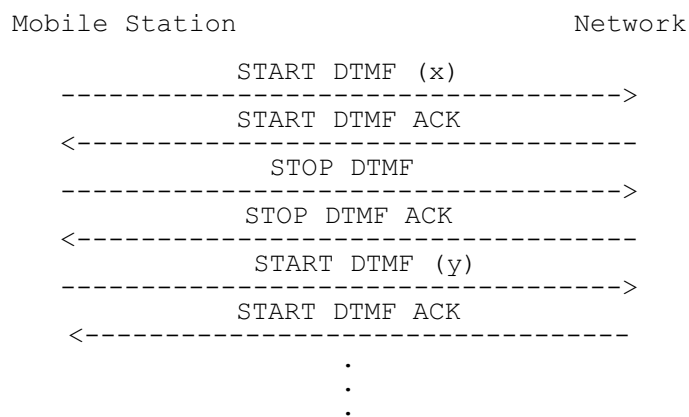 Mobile Station Network
START DTMF (x)
----------------------------------->
START DTMF ACK
<-----------------------------------
STOP DTMF
----------------------------------->
STOP DTMF ACK
<-----------------------------------
START DTMF (y)
----------------------------------->
START DTMF ACK
<----------------------------------
.
.
.